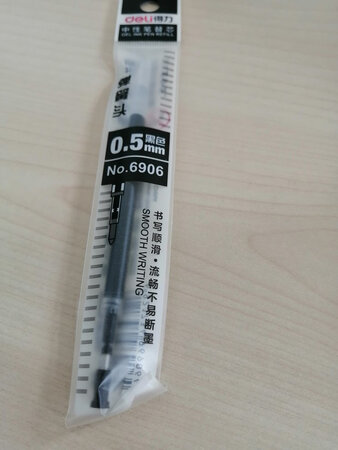 deli得力
中性笔替芯
GEL INK PEN REFILL
0.5mm
黑色
No.6906
书写顺滑·流畅不易断墨
SMOOTH WRITING